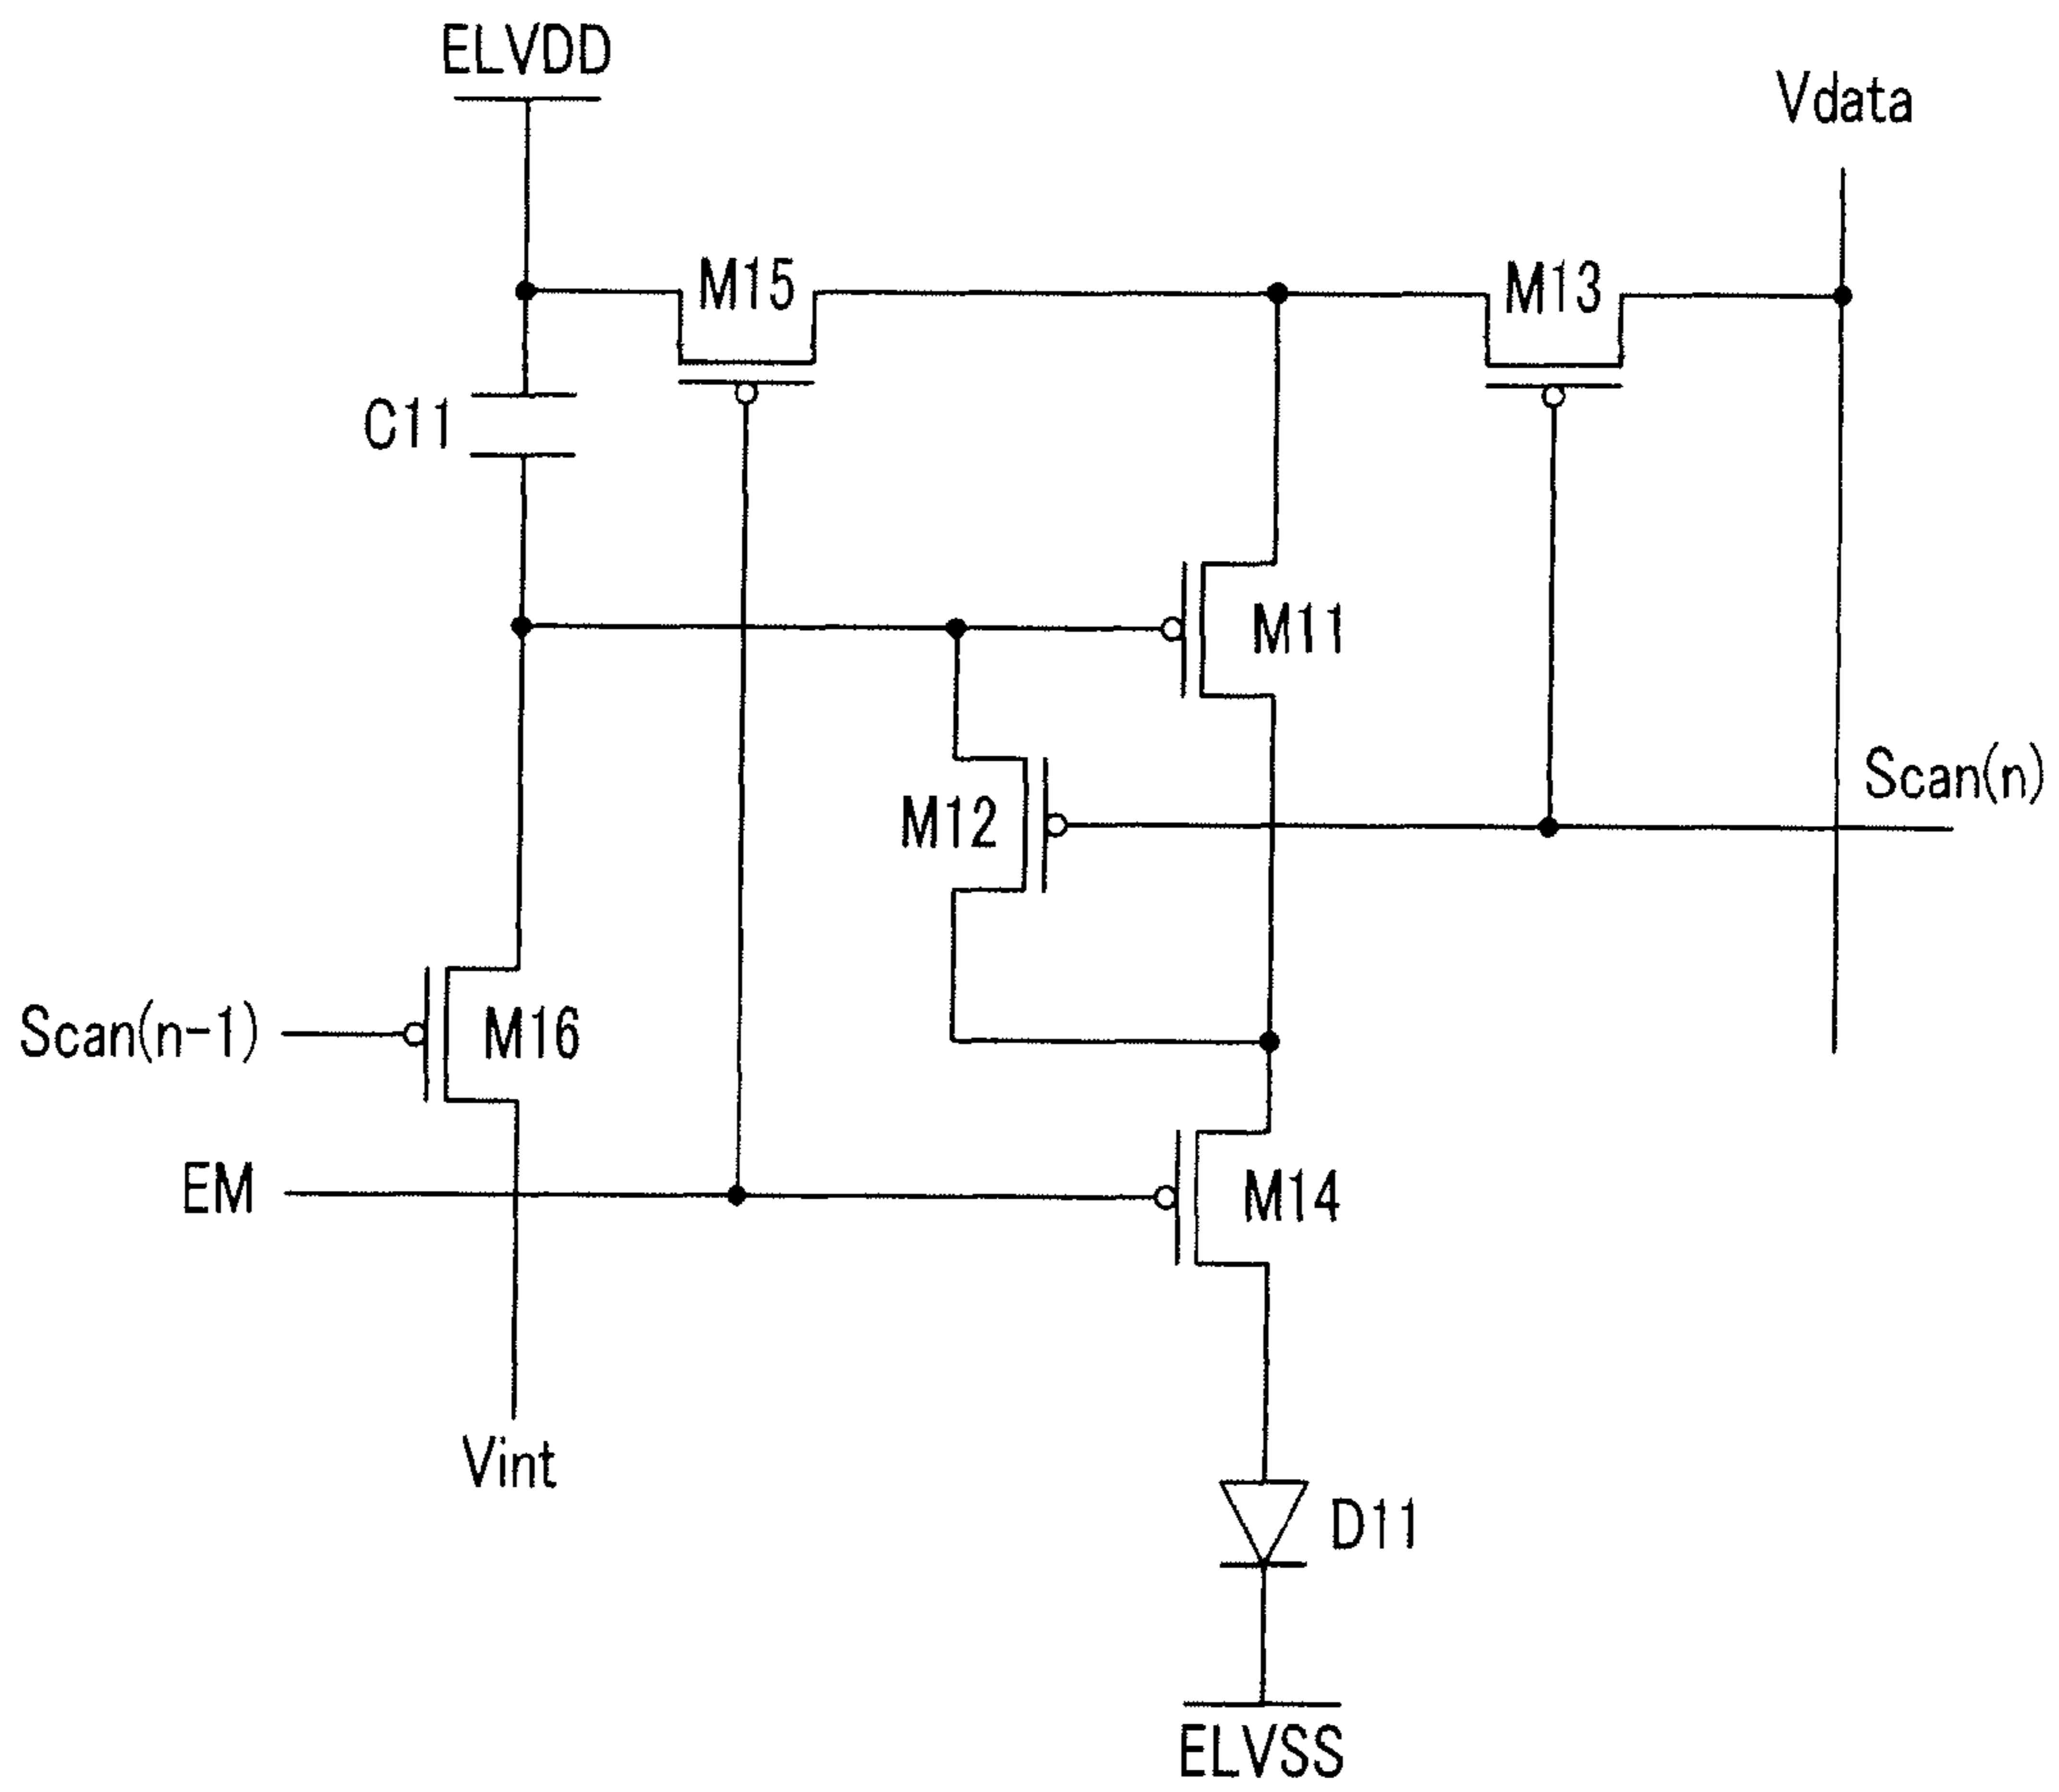 ELVDD
Vdata
M15
M13
C11
M11
Scan(n)
M12
Scan(n-1)
M16
EM
M14
Vint
D11
ELVSS